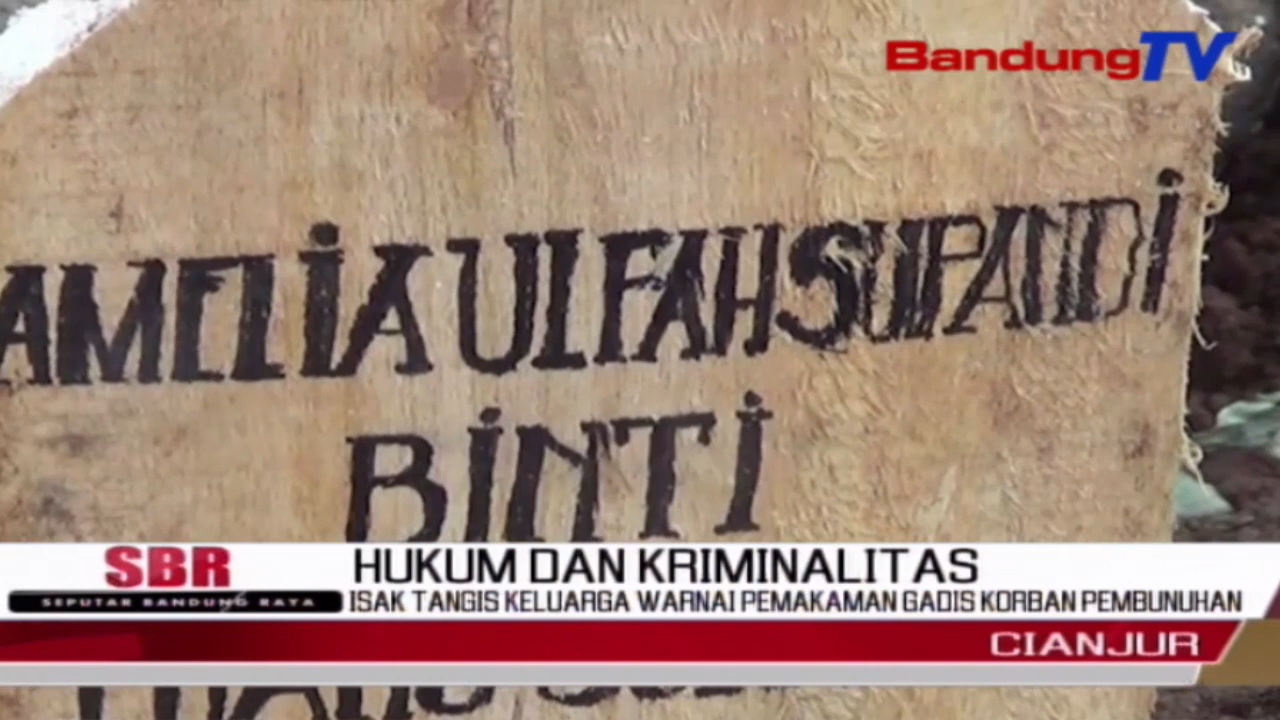 BandungTV
AMELIA ULFAH SUPANDI
BINTI
SBR
HUKUM DAN KRIMINALITAS
SEPUTAR BANDUNG RAYA
ISAK TANGIS KELUARGA WARNAI PEMAKAMAN GADIS KORBAN PEMBUNUHAN
CIANJUR